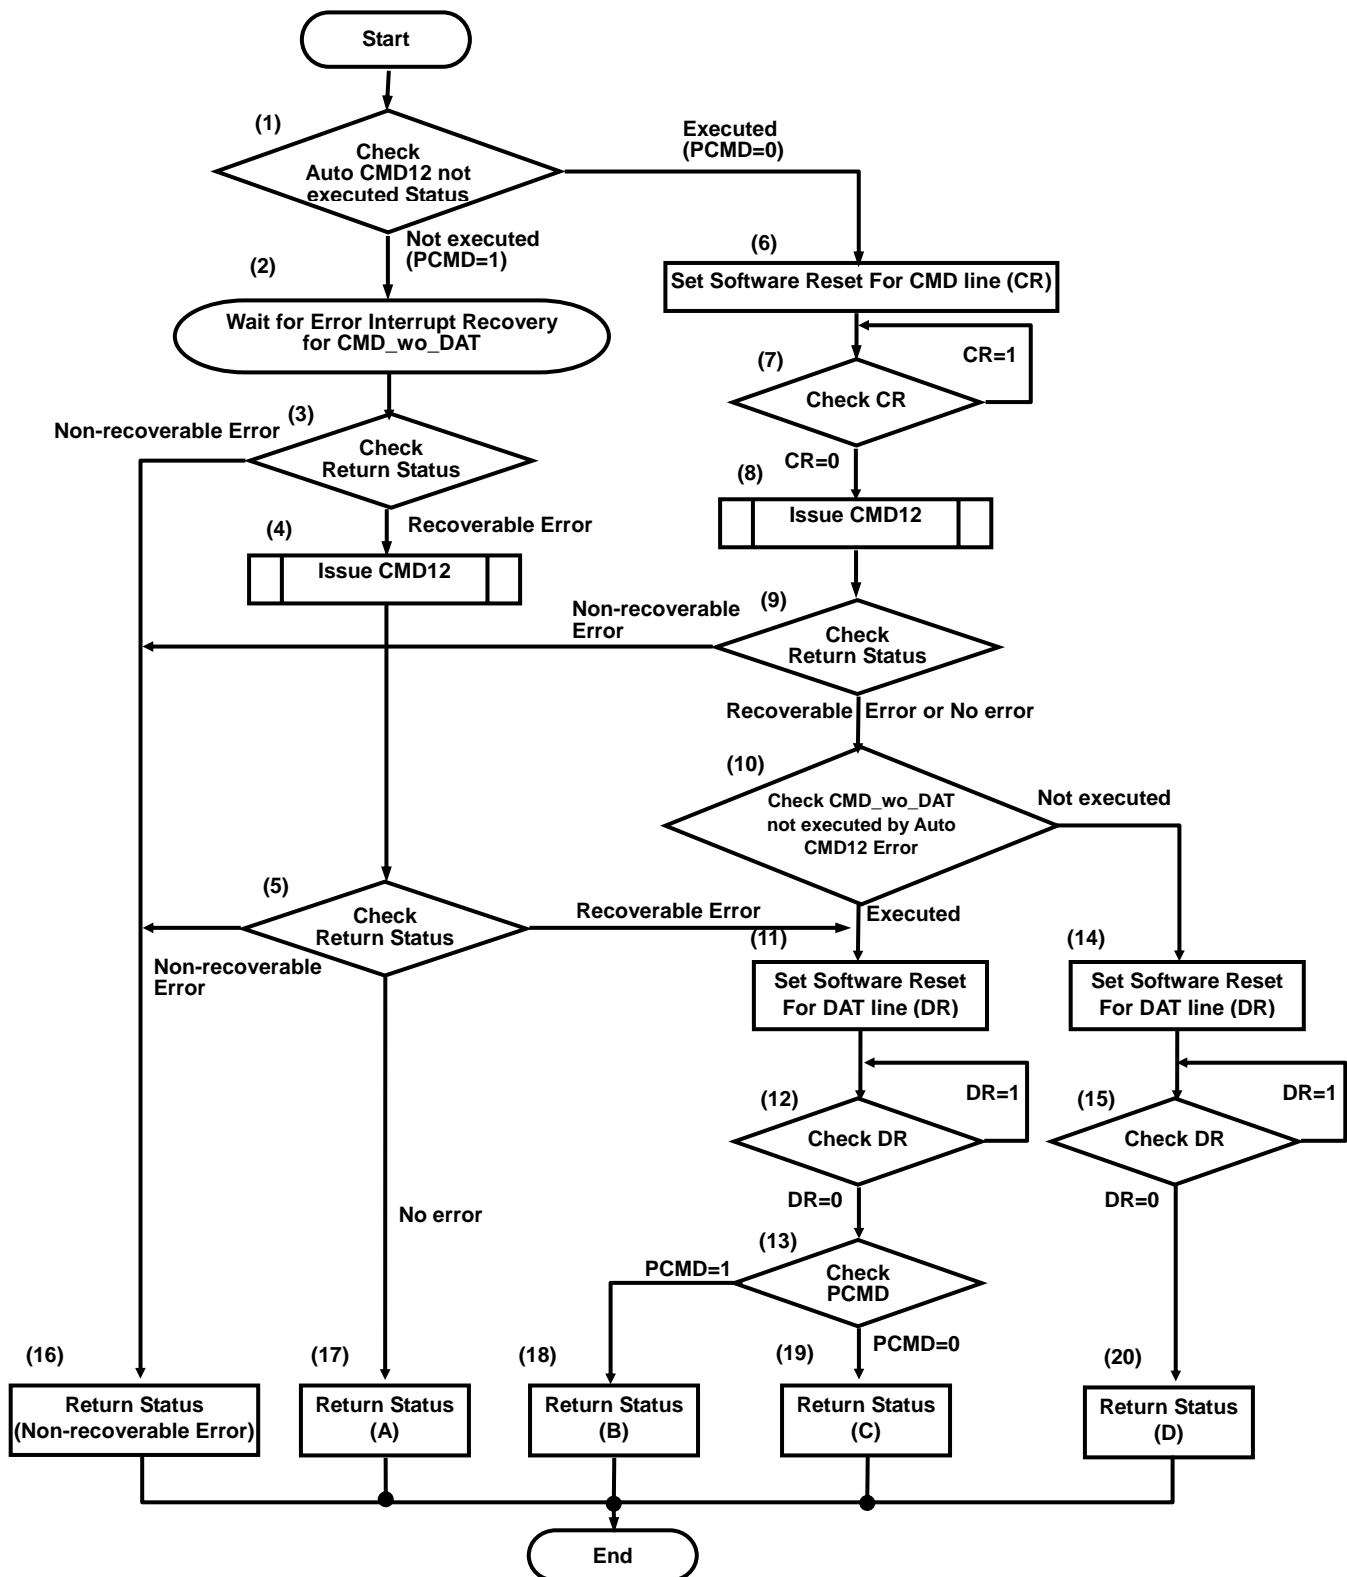 Start
(1)
Check
Auto CMD12 not
executed Status
Executed
(PCMD=0)
Not executed
(PCMD=1)
(2)
Wait for Error Interrupt Recovery
for CMD_wo_DAT
(6)
Set Software Reset For CMD line (CR)
(7)
CR=1
Check CR
CR=0
(3)
Non-recoverable Error
Check
Return Status
Recoverable Error
(4)
Issue CMD12
(8)
Issue CMD12
(9)
Non-recoverable
Error
Check
Return Status
Recoverable Error or No error
(10)
Check CMD_wo_DAT
not executed by Auto
CMD12 Error
Not executed
Executed
(5)
Check
Return Status
Recoverable Error
Non-recoverable
Error
No error
(11)
Set Software Reset
For DAT line (DR)
(14)
Set Software Reset
For DAT line (DR)
(12)
DR=1
Check DR
DR=0
(15)
DR=1
Check DR
DR=0
(13)
Check
PCMD
PCMD=1
PCMD=0
(16)
Return Status
(Non-recoverable Error)
(17)
Return Status
(A)
(18)
Return Status
(B)
(19)
Return Status
(C)
(20)
Return Status
(D)
End